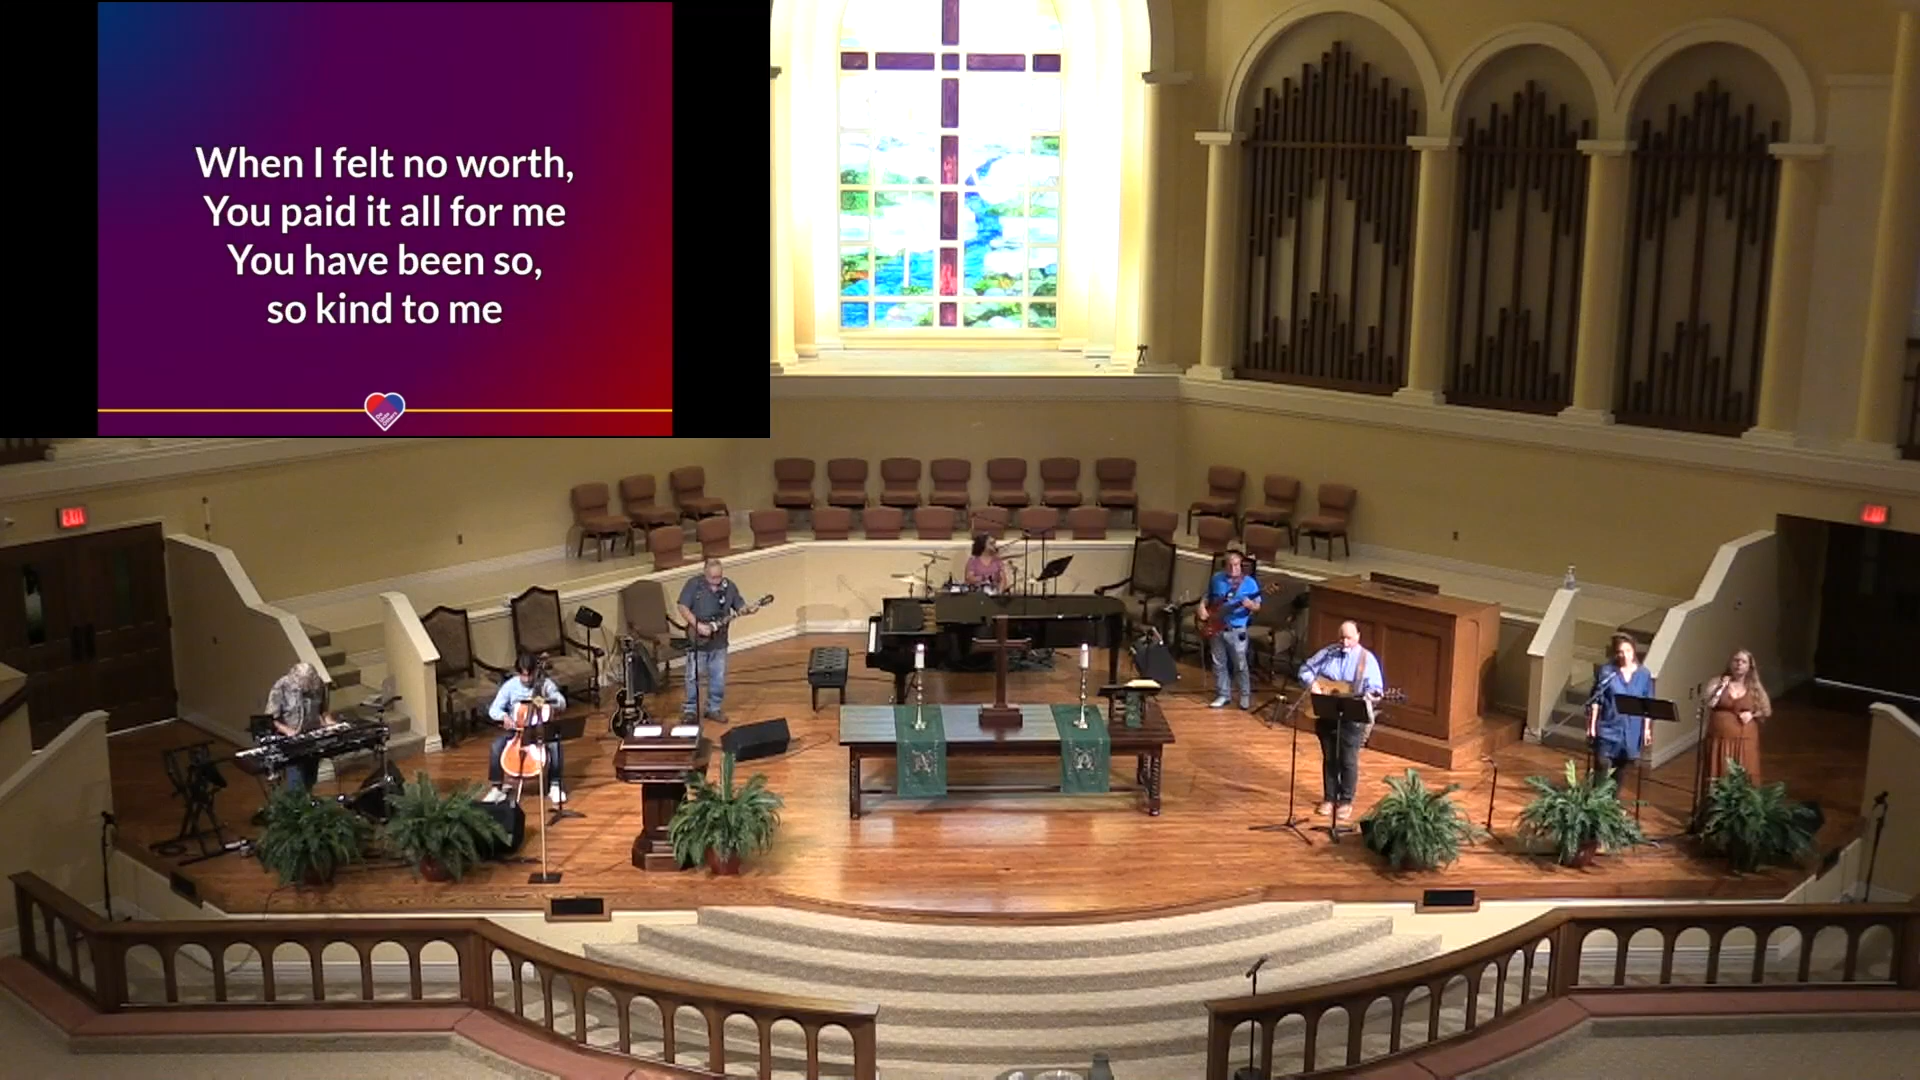 When I felt no worth,
You paid it all for me
You have been so,
so kind to me
EXIT